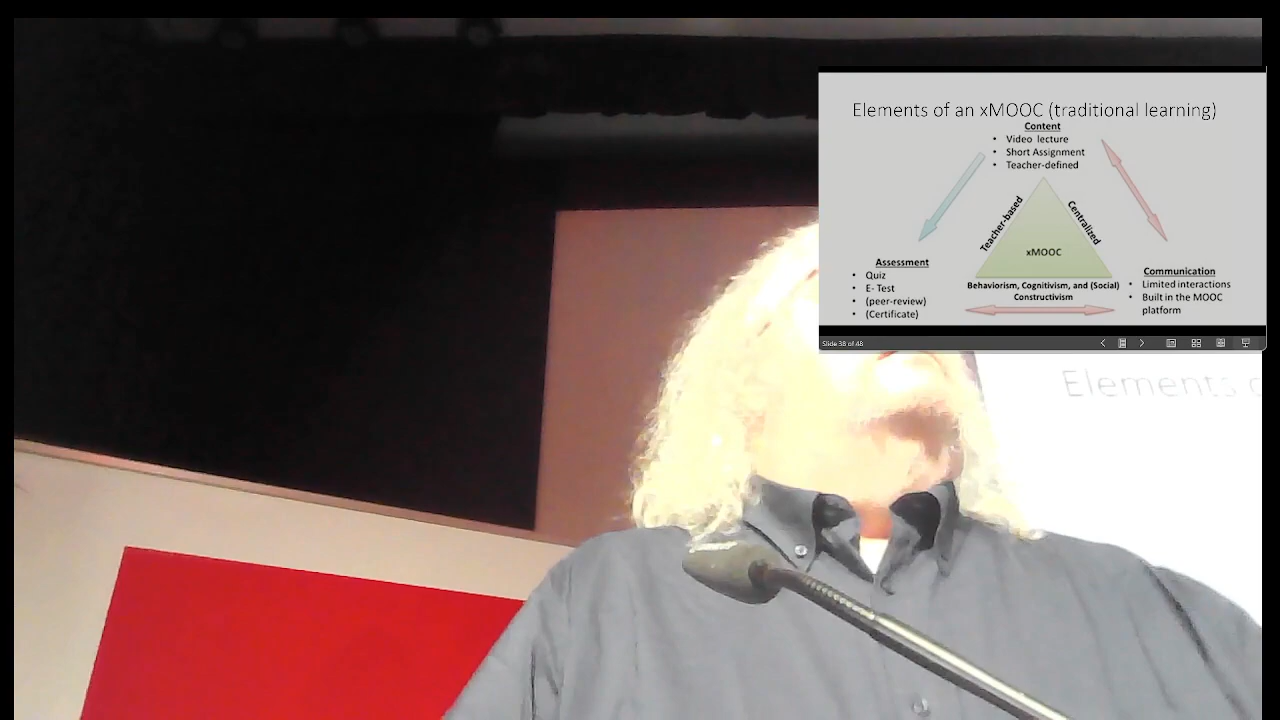 Elements of an xMOOC (traditional learning)
Content
• Video lecture
• Short Assignment
• Teacher-defined
Teacher-based
Centralized
xMOOC
Assessment
• Quiz
• E- Test
• (peer-review)
• (Certificate)
Behaviorism, Cognitivism, and (Social)
Constructivism
Communication
• Limited interactions
• Built in the MOOC
platform
Slide 38 of 48
Elements o